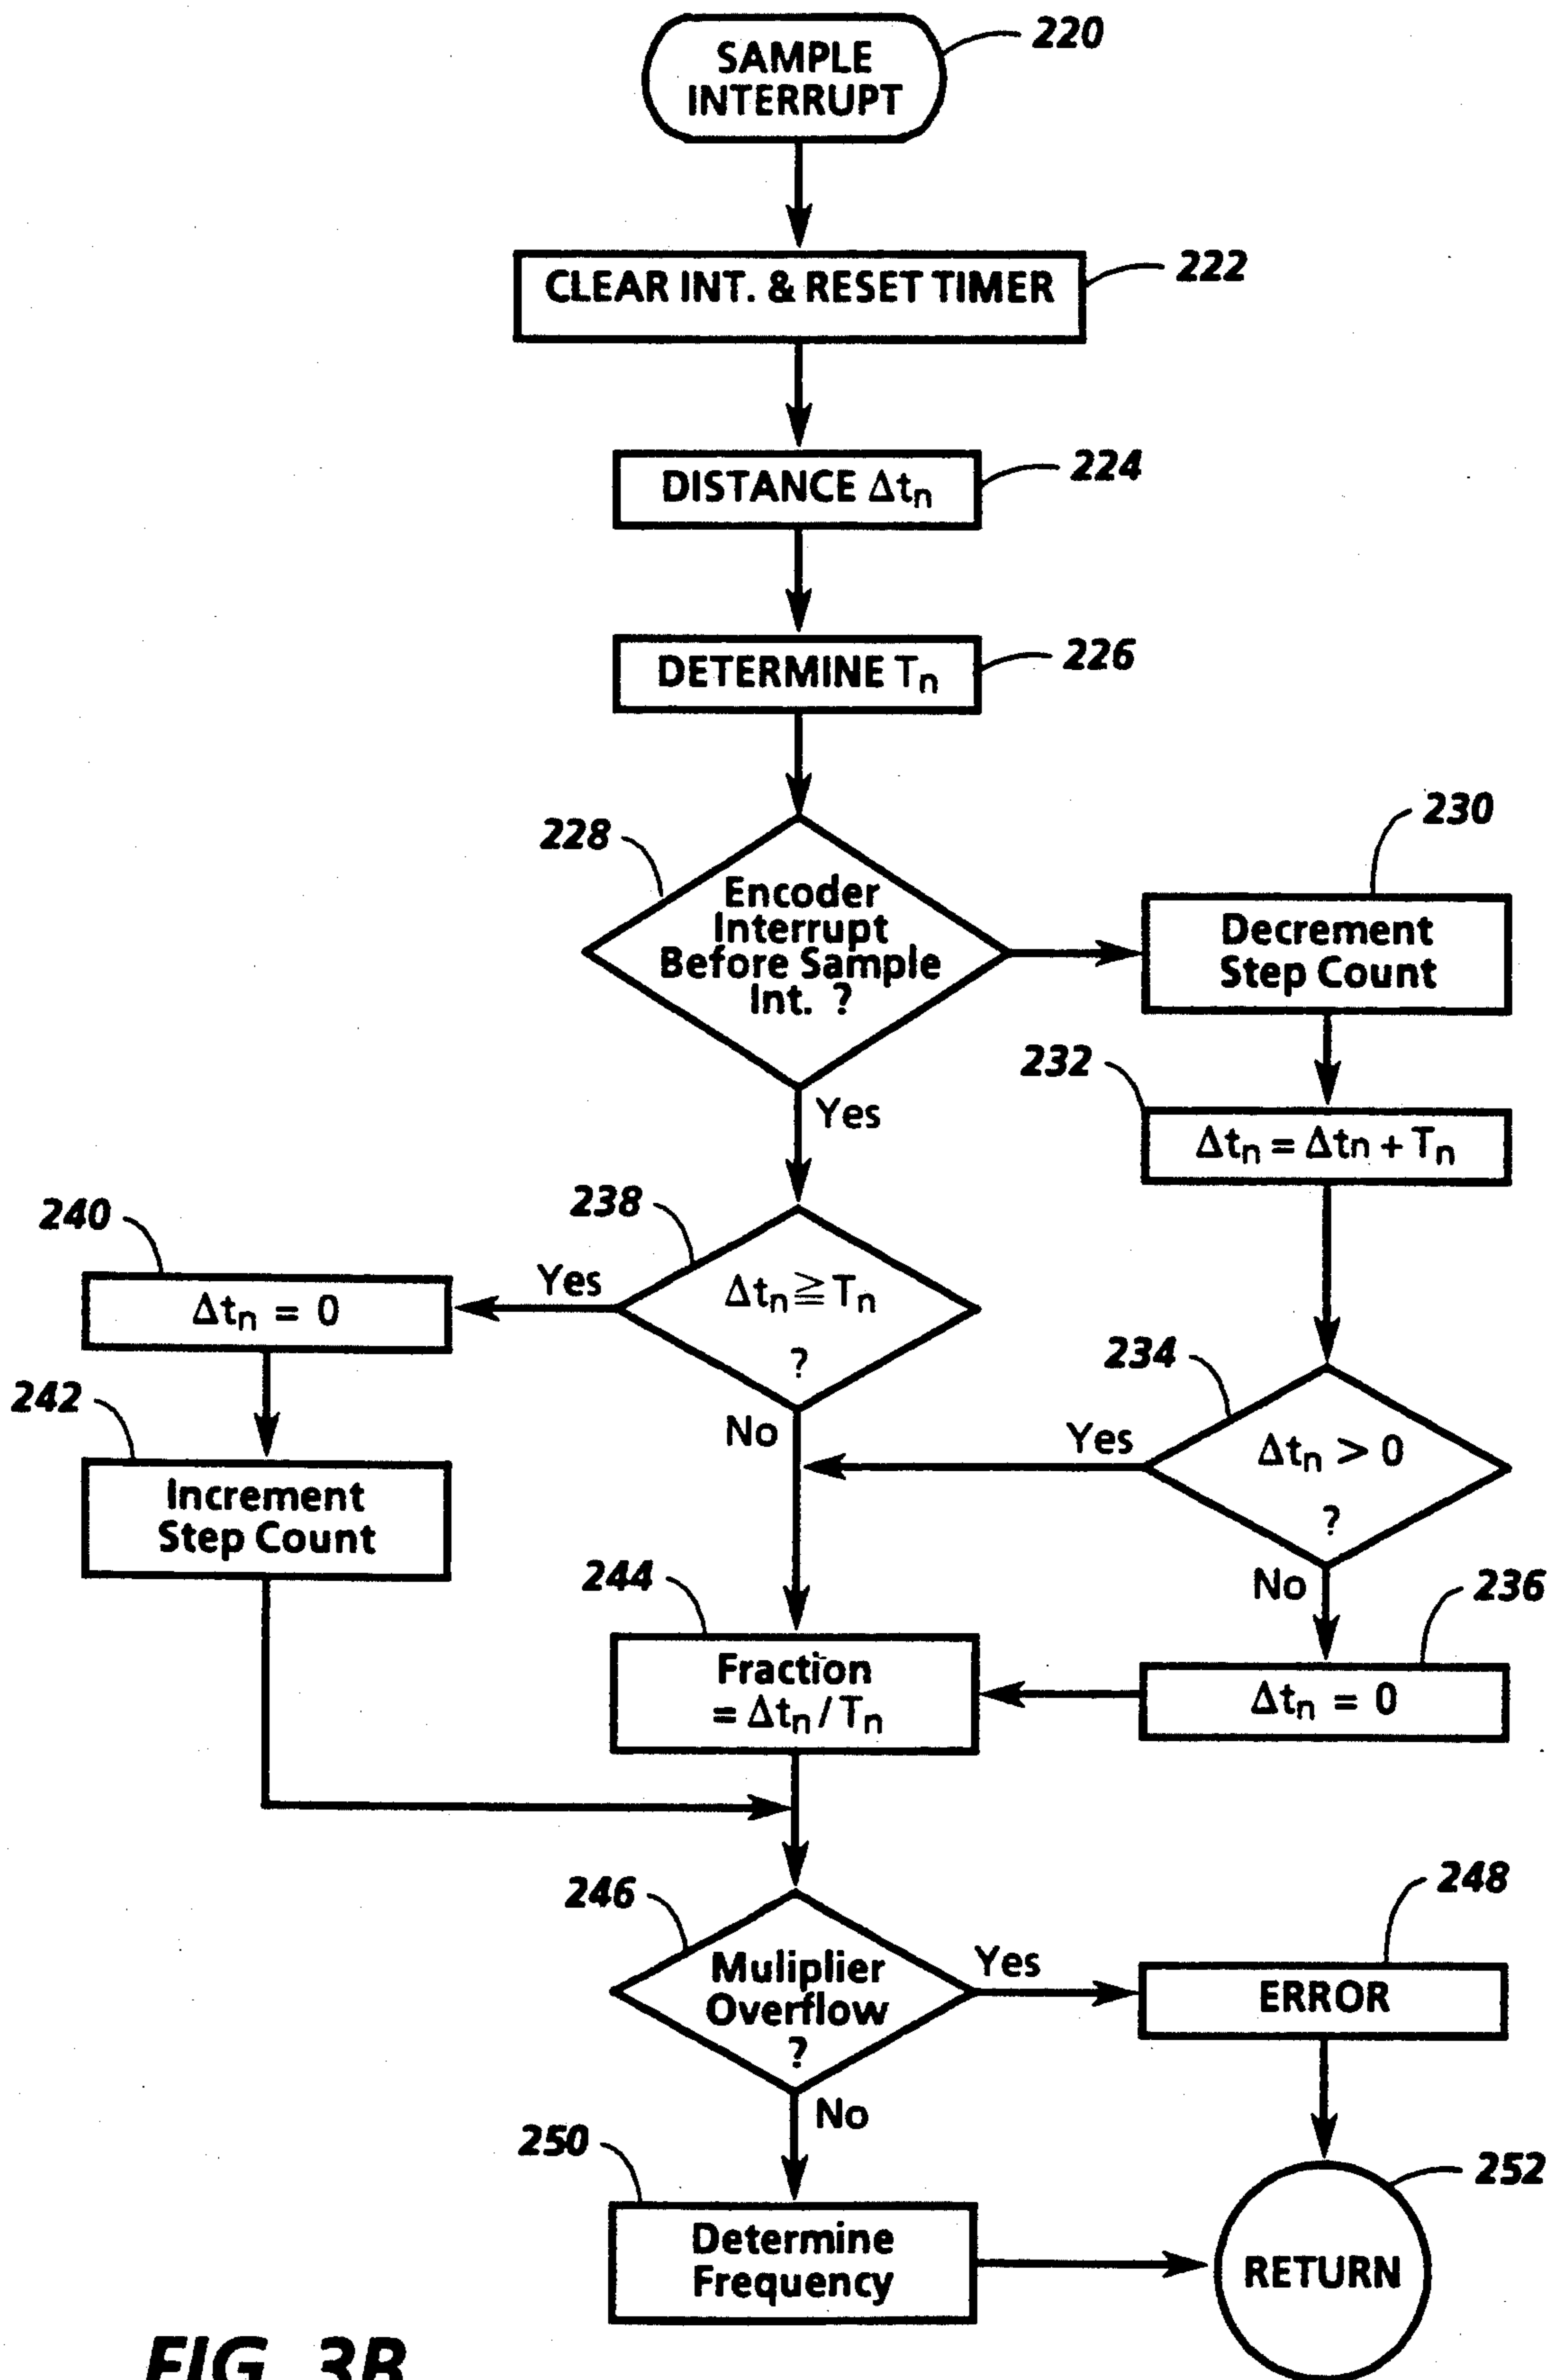 SAMPLE
INTERRUPT
220
CLEAR INT. & RESET TIMER
222
DISTANCE Δtn
224
DETERMINE Tn
226
228
Encoder
Interrupt
Before Sample
Int. ?
230
Decrement
Step Count
232
Δtn = Δtn + Tn
Yes
238
Δtn ≧ Tn
?
Yes
No
240
Δtn = 0
242
Increment
Step Count
234
Δtn > 0
?
Yes
No
236
Δtn = 0
244
Fraction
= Δtn / Tn
246
Muliplier
Overflow
?
Yes
No
248
ERROR
250
Determine
Frequency
252
RETURN
FIG. 3B